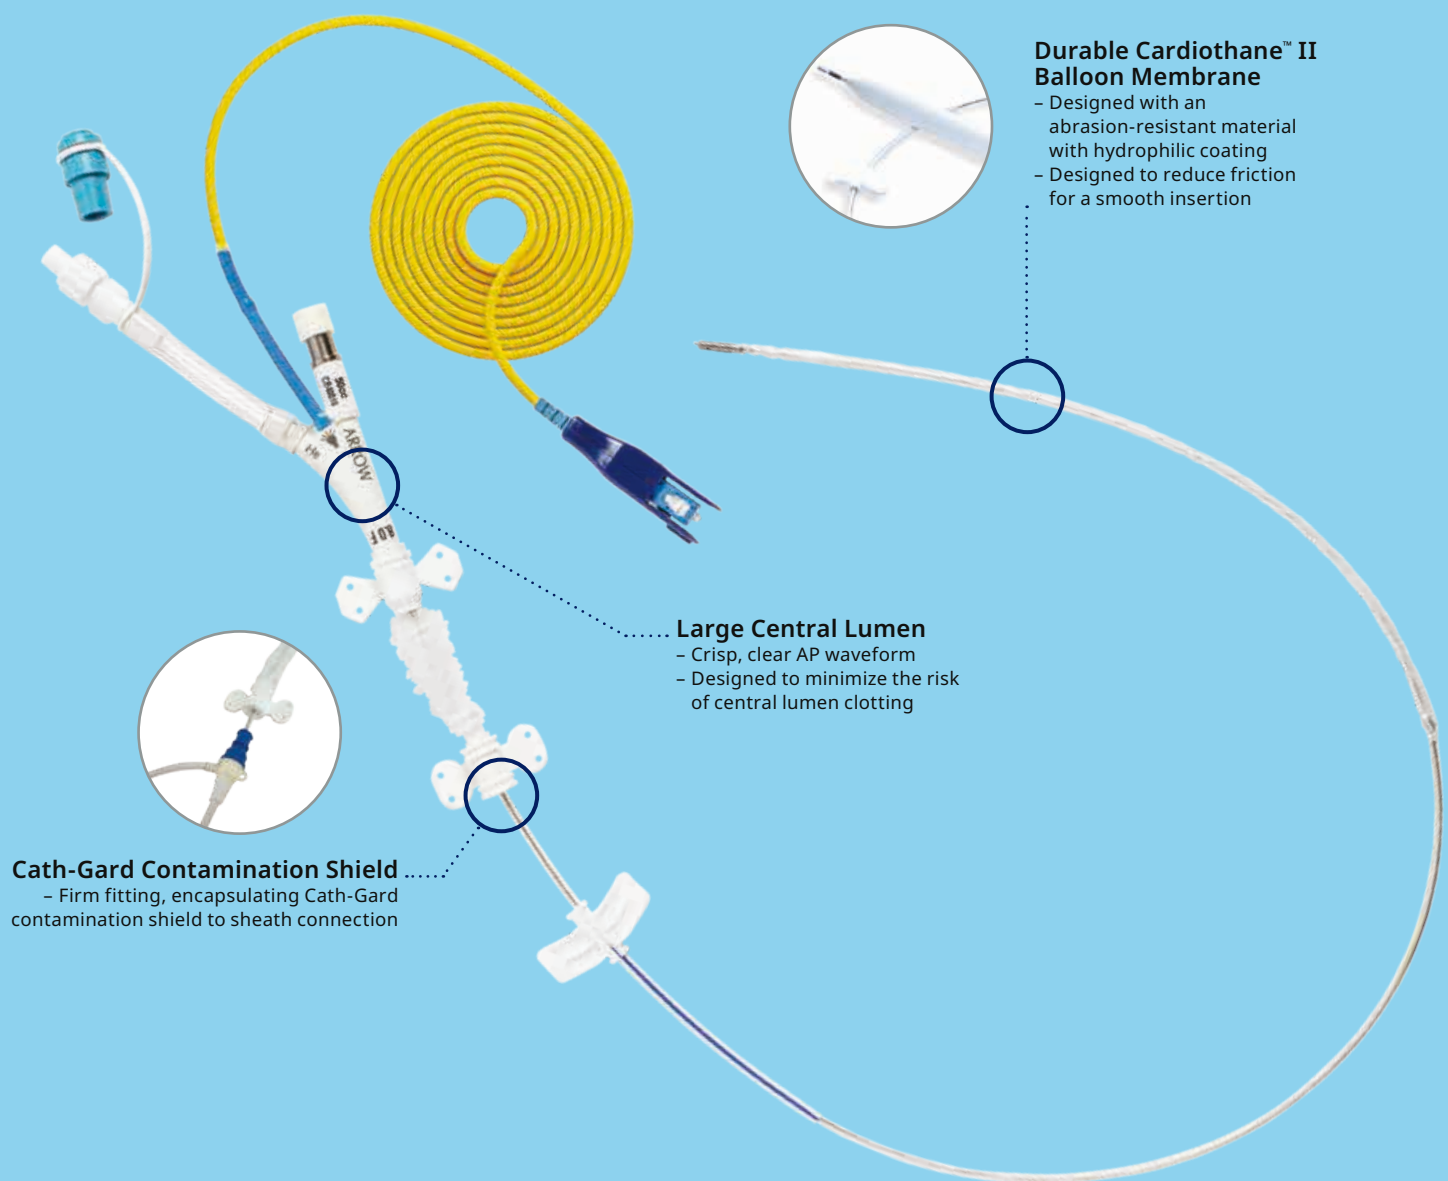 Durable Cardiothane™ II
Balloon Membrane
– Designed with an
abrasion-resistant material
with hydrophilic coating
– Designed to reduce friction
for a smooth insertion
50cc
ARROW
Large Central Lumen
– Crisp, clear AP waveform
– Designed to minimize the risk
of central lumen clotting
Cath-Gard Contamination Shield
– Firm fitting, encapsulating Cath-Gard
contamination shield to sheath connection